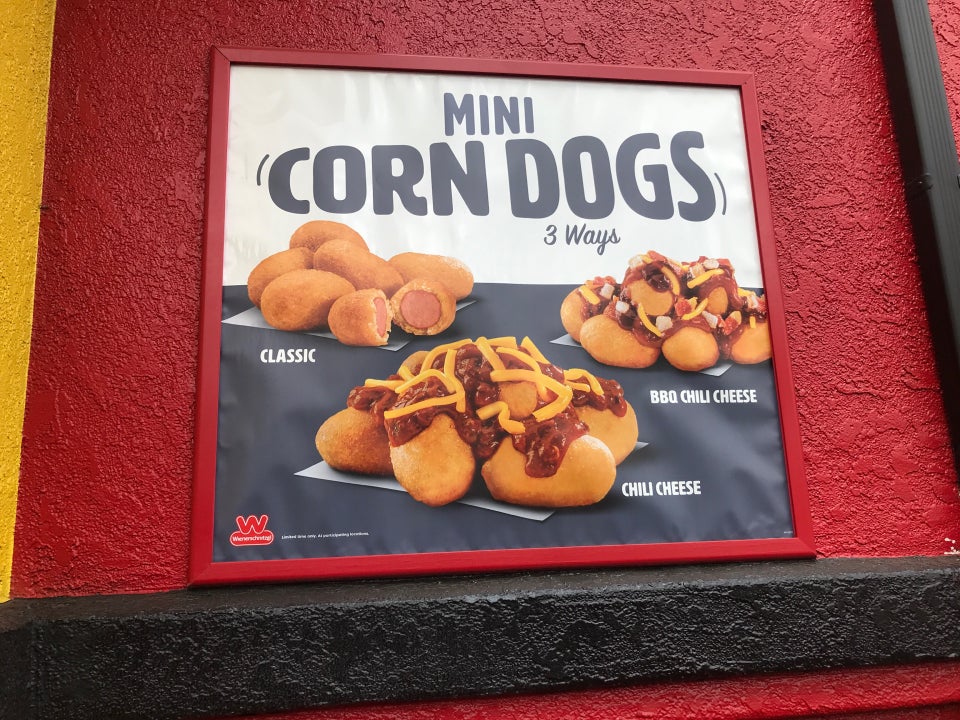 MINI
CORN DOGS
3 Ways
CLASSIC
BBQ CHILI CHEESE
CHILI CHEESE
W
Wienerschnitzel
Limited time only. At participating locations.